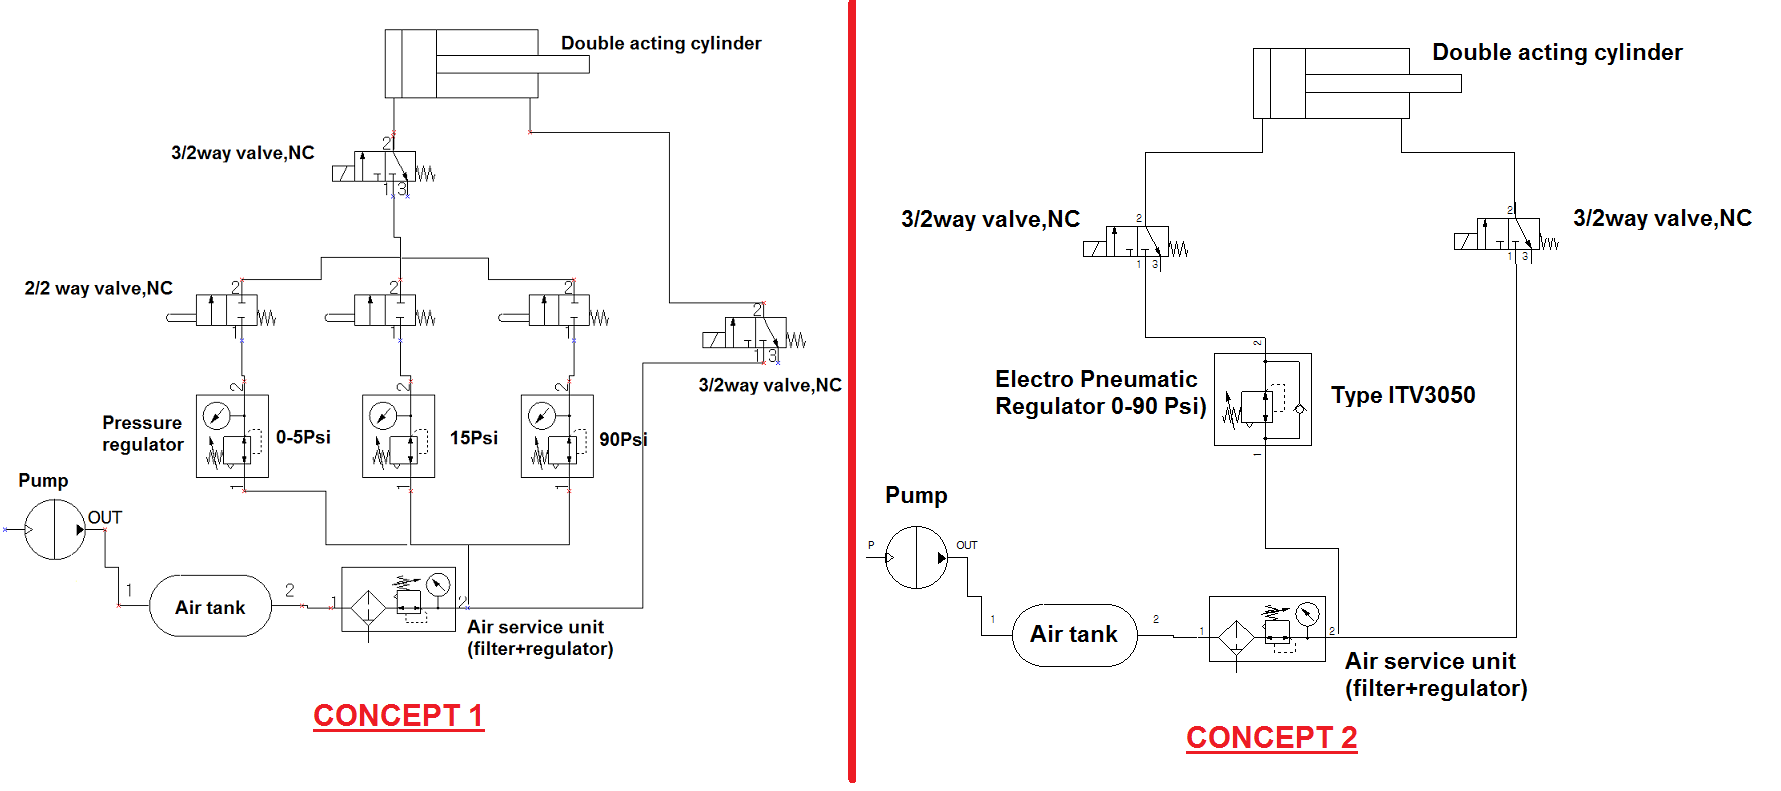 Double acting cylinder
2
3/2way valve,NC
1 3
2/2 way valve,NC
2
2
2
1
1
1
2
1 3
3/2way valve,NC
2
2
2
Pressure
regulator
0-5Psi
15Psi
90Psi
1
1
1
Pump
OUT
1
Air tank
2
1
2
Air service unit
(filter+regulator)
CONCEPT 1
Double acting cylinder
3/2way valve,NC
2
1 3
2
3/2way valve,NC
1 3
2
Electro Pneumatic
Regulator 0-90 Psi)
Type ITV3050
1
Pump
P
OUT
1
Air tank
2
1
2
Air service unit
(filter+regulator)
CONCEPT 2